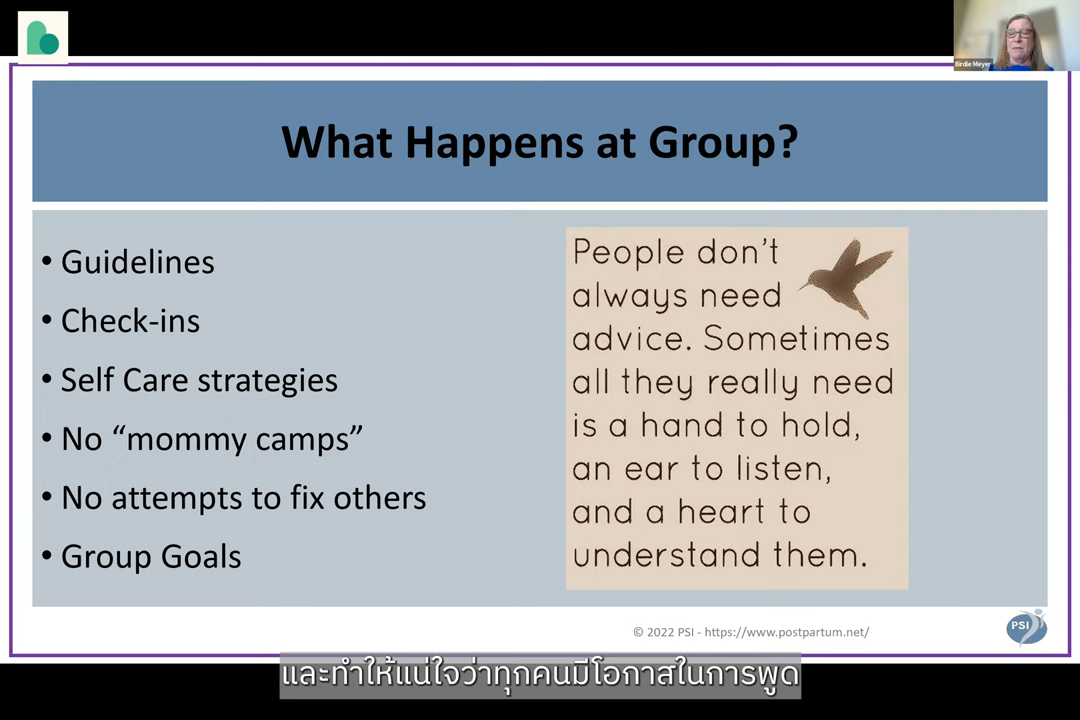 Birdie Meyer
What Happens at Group?
• Guidelines
• Check-ins
• Self Care strategies
• No “mommy camps”
• No attempts to fix others
• Group Goals
People don’t
always need
advice. Sometimes
all they really need
is a hand to hold,
an ear to listen,
and a heart to
understand them.
© 2022 PSI - https://www.postpartum.net/
PSI
และทำให้แน่ใจว่าทุกคนมีโอกาสในการพูด